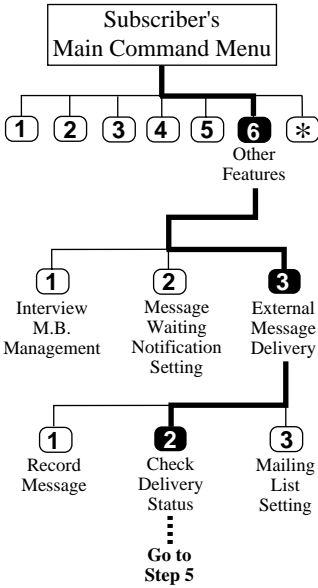 Subscriber's
Main Command Menu
1 2 3 4 5 6 *
Other
Features
1 2 3
Interview
M.B.
Management
Message
Waiting
Notification
Setting
External
Message
Delivery
1 2 3
Record
Message
Check
Delivery
Status
Mailing
List
Setting
Go to
Step 5